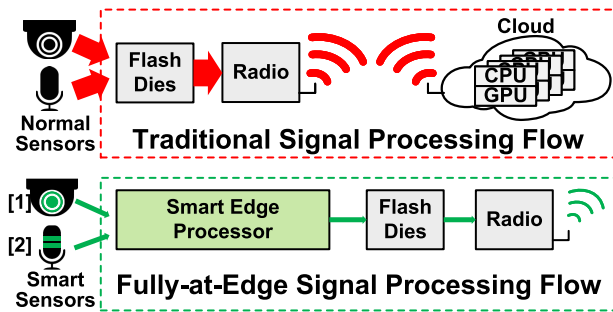 Cloud
Flash
Dies
Radio
CPU
GPU
Normal
Sensors
Traditional Signal Processing Flow
[1]
[2]
Smart Edge
Processor
Flash
Dies
Radio
Smart
Sensors
Fully-at-Edge Signal Processing Flow